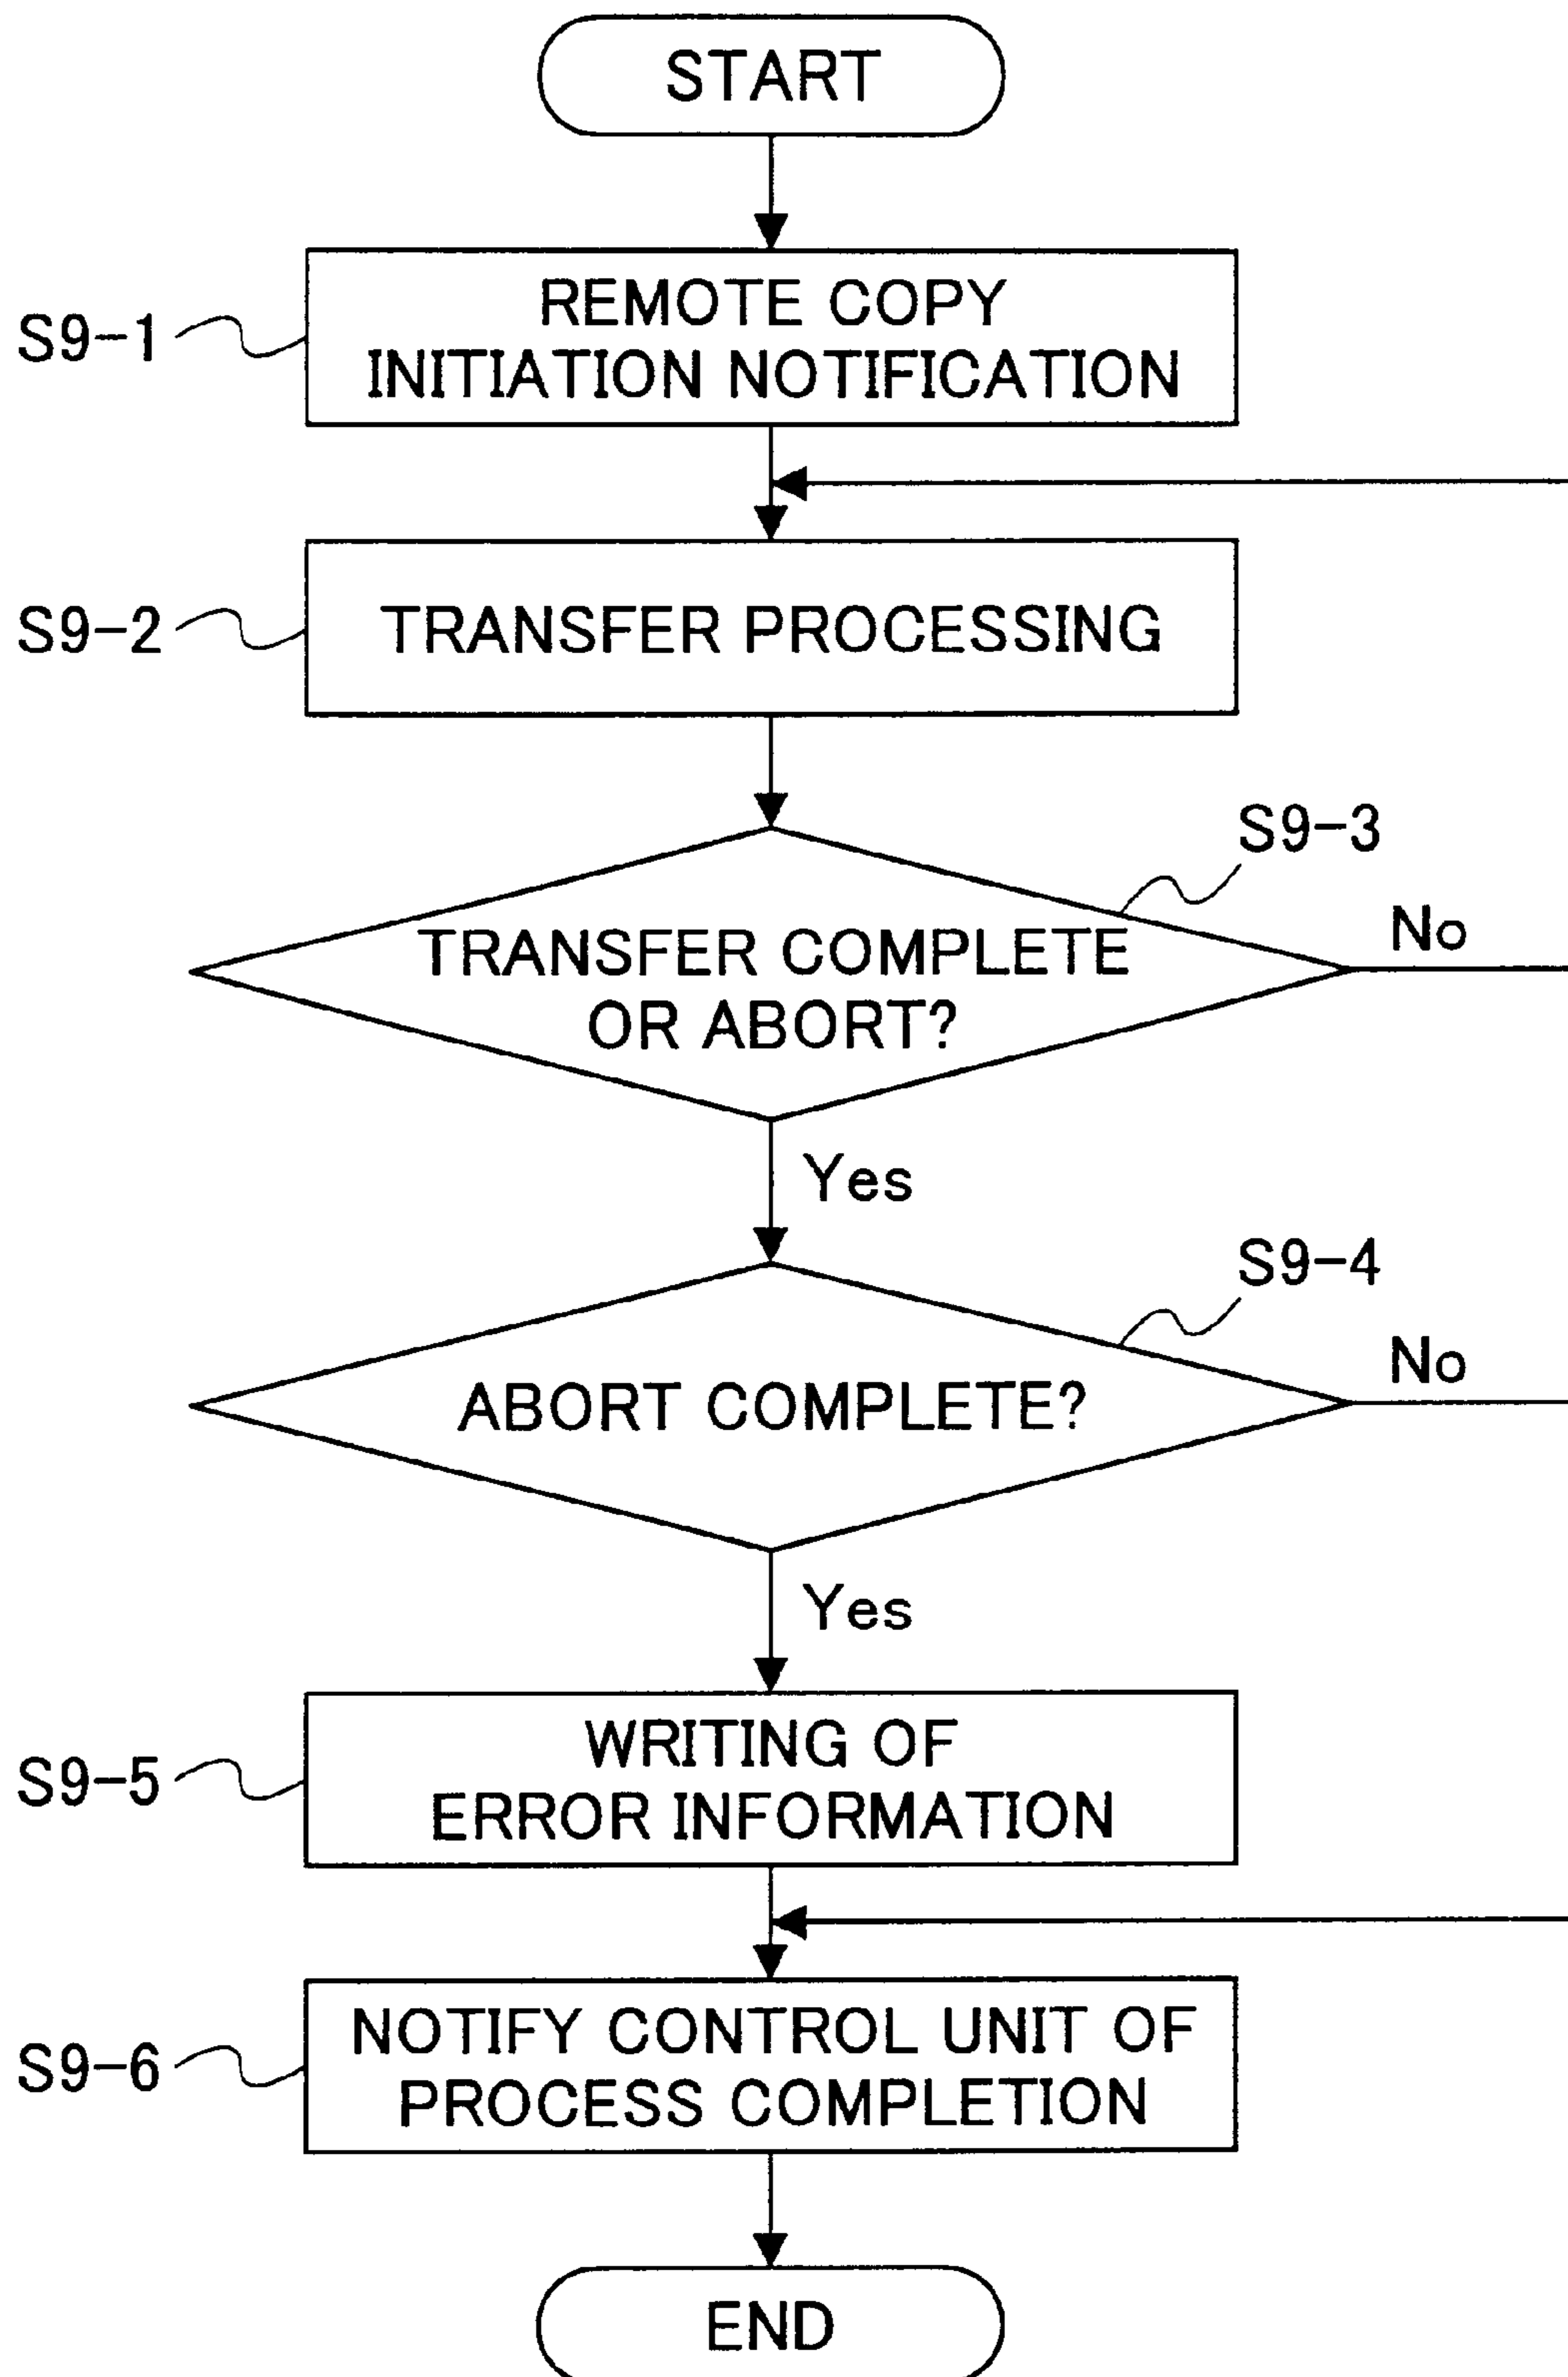 START
S9-1
REMOTE COPY
INITIATION NOTIFICATION
S9-2
TRANSFER PROCESSING
S9-3
TRANSFER COMPLETE
OR ABORT?
No
Yes
S9-4
ABORT COMPLETE?
No
Yes
S9-5
WRITING OF
ERROR INFORMATION
S9-6
NOTIFY CONTROL UNIT OF
PROCESS COMPLETION
END